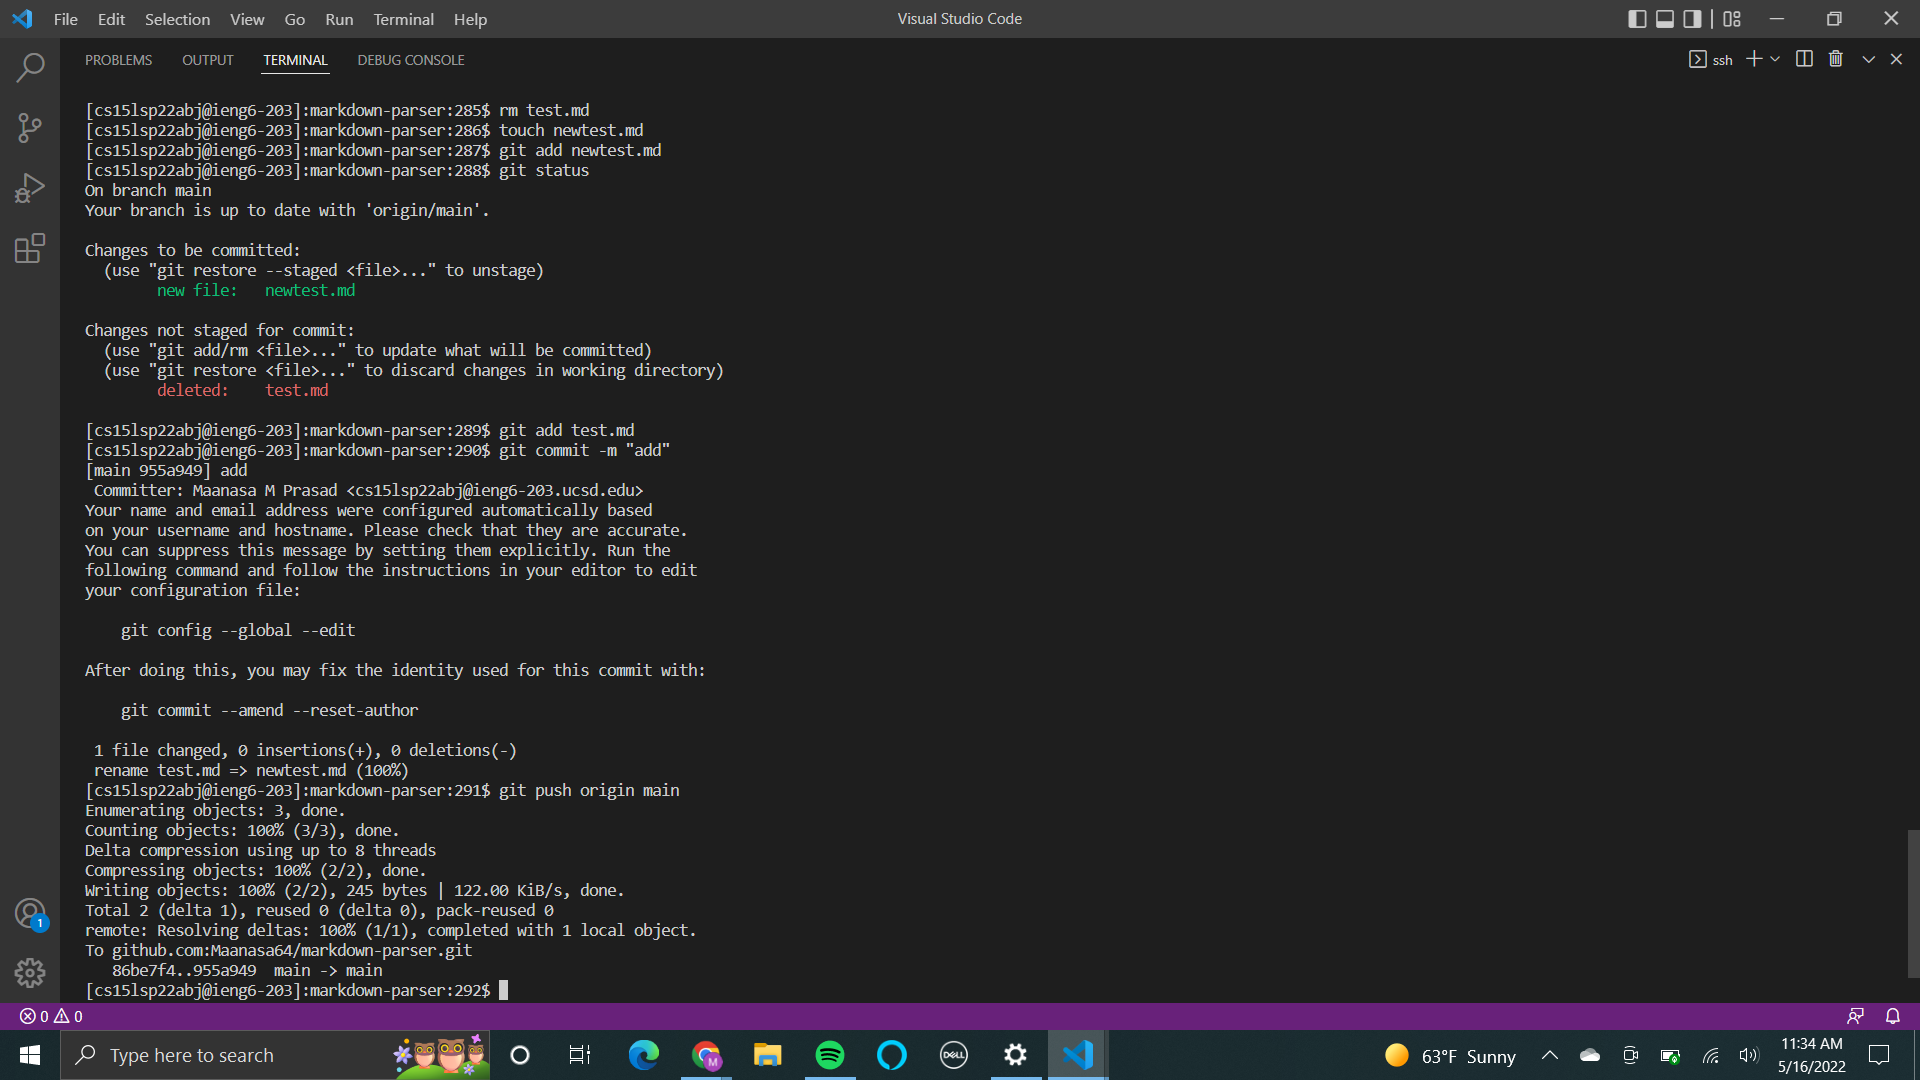 File Edit Selection View Go Run Terminal Help
Visual Studio Code
PROBLEMS OUTPUT TERMINAL DEBUG CONSOLE
ssh
[cs15lsp22abj@ieng6-203]:markdown-parser:285$ rm test.md
[cs15lsp22abj@ieng6-203]:markdown-parser:286$ touch newtest.md
[cs15lsp22abj@ieng6-203]:markdown-parser:287$ git add newtest.md
[cs15lsp22abj@ieng6-203]:markdown-parser:288$ git status
On branch main
Your branch is up to date with 'origin/main'.
Changes to be committed:
  (use "git restore --staged <file>..." to unstage)
        new file:   newtest.md
Changes not staged for commit:
  (use "git add/rm <file>..." to update what will be committed)
  (use "git restore <file>..." to discard changes in working directory)
        deleted:    test.md
[cs15lsp22abj@ieng6-203]:markdown-parser:289$ git add test.md
[cs15lsp22abj@ieng6-203]:markdown-parser:290$ git commit -m "add"
[main 955a949] add
 Committer: Maanasa M Prasad <cs15lsp22abj@ieng6-203.ucsd.edu>
Your name and email address were configured automatically based
on your username and hostname. Please check that they are accurate.
You can suppress this message by setting them explicitly. Run the
following command and follow the instructions in your editor to edit
your configuration file:
    git config --global --edit
After doing this, you may fix the identity used for this commit with:
    git commit --amend --reset-author
 1 file changed, 0 insertions(+), 0 deletions(-)
 rename test.md => newtest.md (100%)
[cs15lsp22abj@ieng6-203]:markdown-parser:291$ git push origin main
Enumerating objects: 3, done.
Counting objects: 100% (3/3), done.
Delta compression using up to 8 threads
Compressing objects: 100% (2/2), done.
Writing objects: 100% (2/2), 245 bytes | 122.00 KiB/s, done.
Total 2 (delta 1), reused 0 (delta 0), pack-reused 0
remote: Resolving deltas: 100% (1/1), completed with 1 local object.
To github.com:Maanasa64/markdown-parser.git
   86be7f4..955a949  main -> main
[cs15lsp22abj@ieng6-203]:markdown-parser:292$
1
0 0
Type here to search
M
DELL
63°F Sunny
11:34 AM
5/16/2022